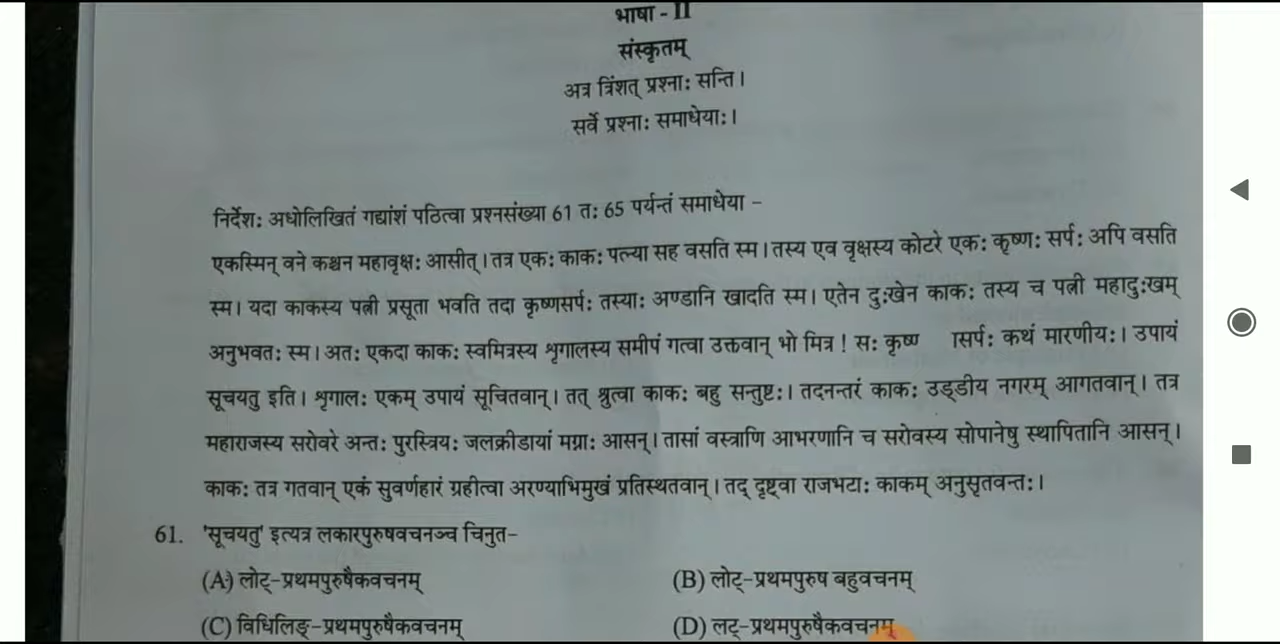 भाषा - II
संस्कृतम्
अत्र त्रिंशत् प्रश्नाः सन्ति।
सर्वे प्रश्नाः समाधेयाः।
निर्देशः अधोलिखितं गद्यांशं पठित्वा प्रश्नसंख्या 61 तः 65 पर्यन्तं समाधेया –
एकस्मिन् वने कश्चन महावृक्षः आसीत्। तत्र एकः काकः पत्न्या सह वसति स्म। तस्य एव वृक्षस्य कोटरे एकः कृष्णः सर्पः अपि वसति
स्म। यदा काकस्य पत्नी प्रसूता भवति तदा कृष्णसर्पः तस्याः अण्डानि खादति स्म। एतेन दुःखेन काकः तस्य च पत्नी महादुःखम्
अनुभवतः स्म। अतः एकदा काकः स्वमित्रस्य शृगालस्य समीपं गत्वा उक्तवान् भो मित्र ! सः कृष्ण ासर्पः कथं मारणीयः। उपायं
सूचयतु इति। शृगालः एकम् उपायं सूचितवान्। तत् श्रुत्वा काकः बहु सन्तुष्टः। तदनन्तरं काकः उड्डीय नगरम् आगतवान्। तत्र
महाराजस्य सरोवरे अन्तः पुरस्त्रियः जलक्रीडायां मग्नाः आसन्। तासां वस्त्राणि आभरणानि च सरोवस्य सोपानेषु स्थापितानि आसन्।
काकः तत्र गतवान् एकं सुवर्णहारं ग्रहीत्वा अरण्याभिमुखं प्रतिस्थतवान्। तद् दृष्ट्वा राजभटाः काकम् अनुसृतवन्तः।
61. 'सूचयतु' इत्यत्र लकारपुरुषवचनञ्च चिनुत–
(A) लोट्-प्रथमपुरुषैकवचनम् (B) लोट्-प्रथमपुरुष बहुवचनम्
(C) विधिलिङ्-प्रथमपुरुषैकवचनम् (D) लट्-प्रथमपुरुषैकवचनम्